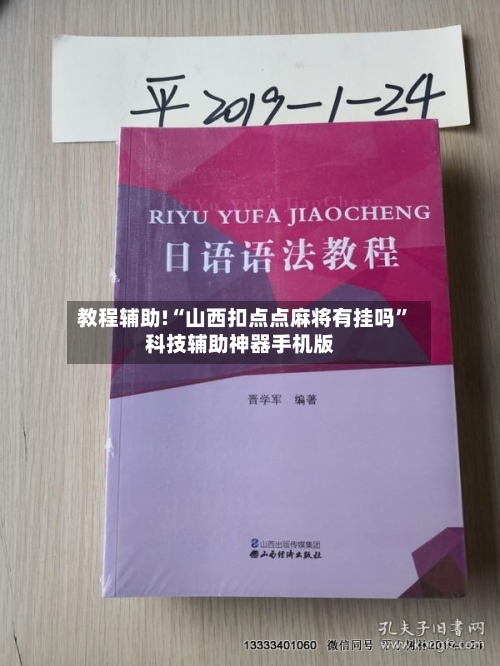 平 2019-1-24
RIYU YUFA JIAOCHENG
日语语法教程
教程辅助!“山西扣点点麻将有挂吗”
科技辅助神器手机版
晋学军 编著
山西出版传媒集团
山西经济出版社
孔夫子旧书网
13333401060 微信同号